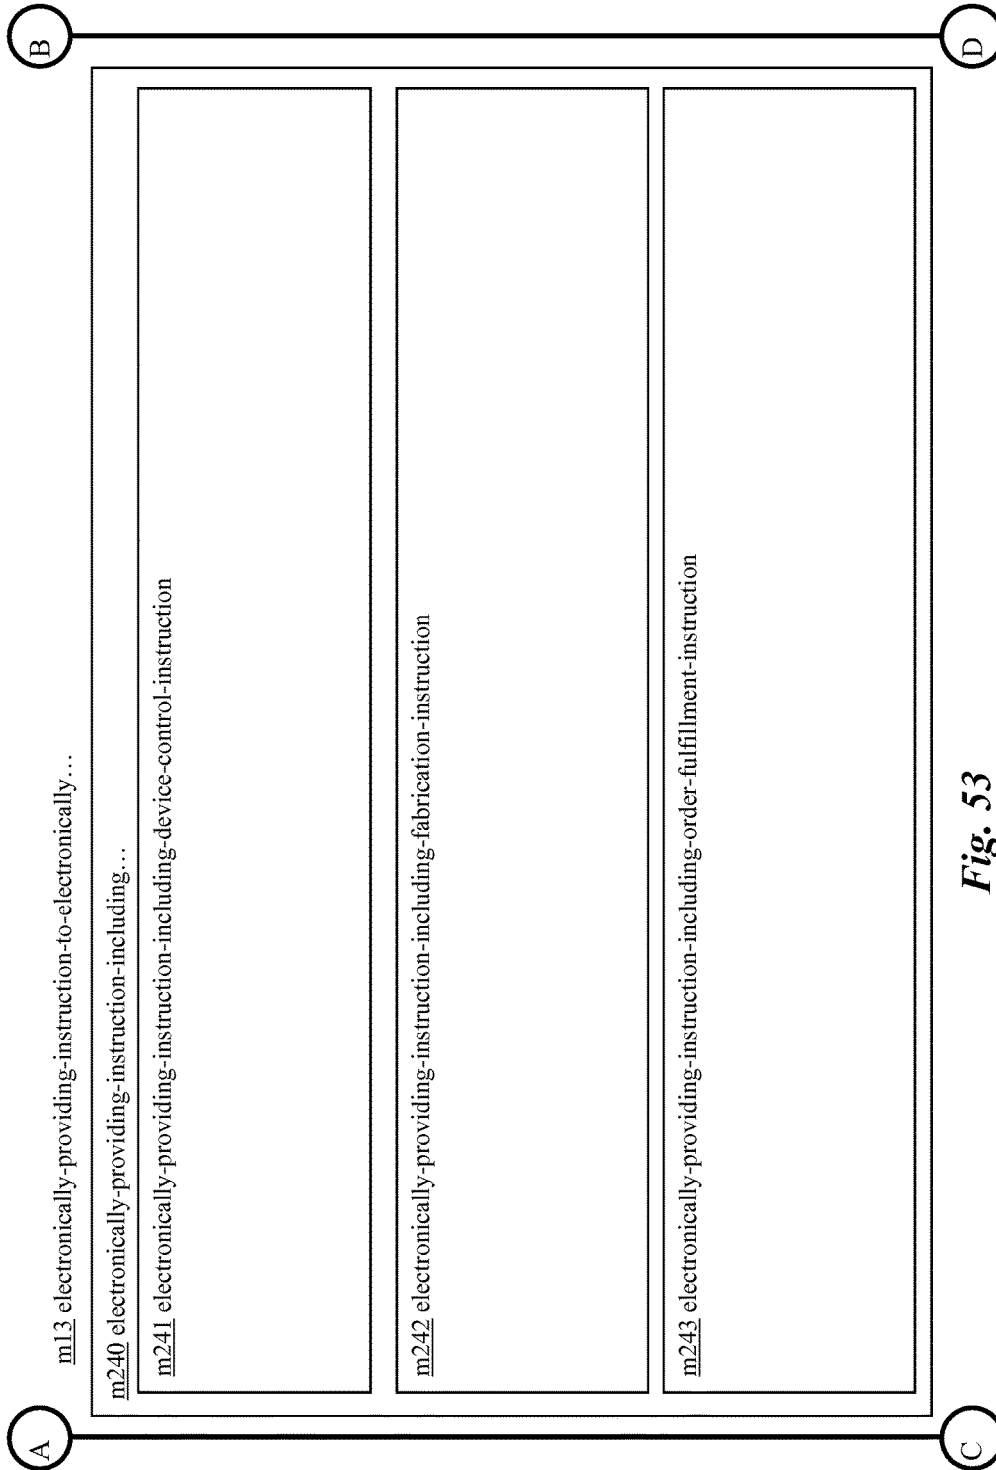 A
B
m13 electronically-providing-instruction-to-electronically…
m240 electronically-providing-instruction-including…
m241 electronically-providing-instruction-including-device-control-instruction
m242 electronically-providing-instruction-including-fabrication-instruction
m243 electronically-providing-instruction-including-order-fulfillment-instruction
C
D
Fig. 53